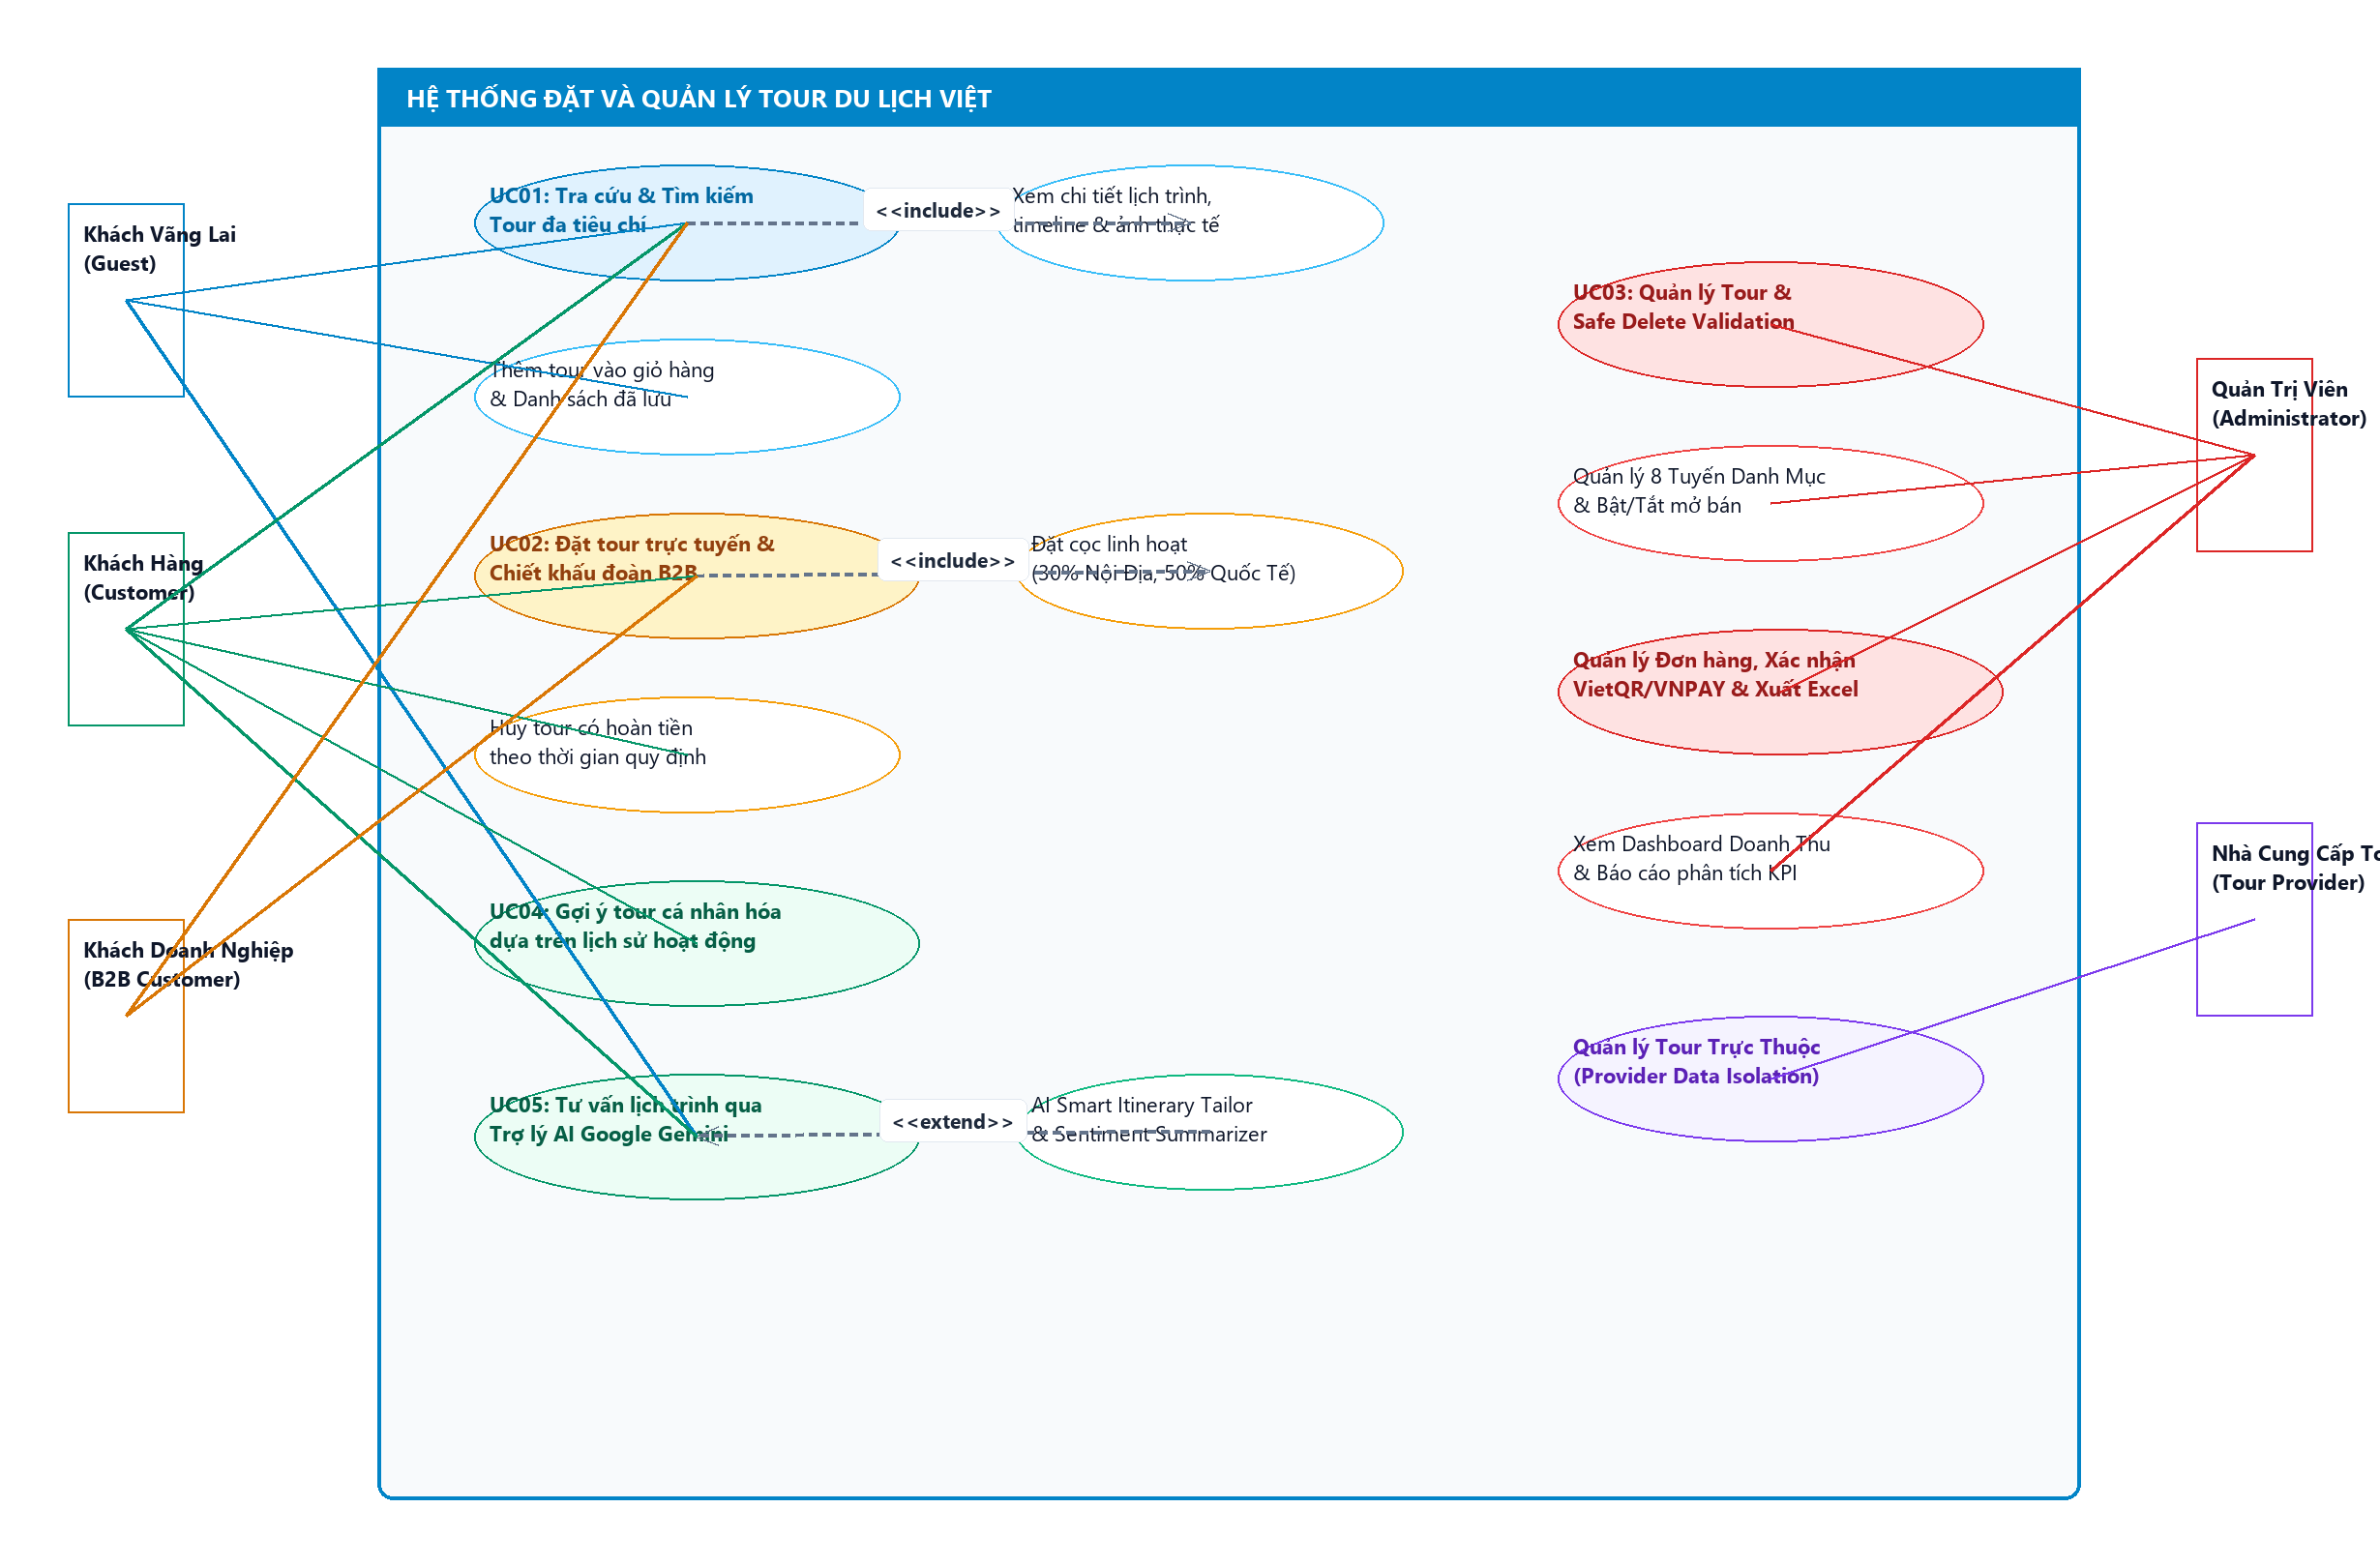 HỆ THỐNG ĐẶT VÀ QUẢN LÝ TOUR DU LỊCH VIỆT
Khách Vãng Lai
(Guest)
Khách Hàng
(Customer)
Khách Doanh Nghiệp
(B2B Customer)
UC01: Tra cứu & Tìm kiếm
Tour đa tiêu chí
<<include>>
Xem chi tiết lịch trình,
timeline & ảnh thực tế
Thêm tour vào giỏ hàng
& Danh sách đã lưu
UC02: Đặt tour trực tuyến &
Chiết khấu đoàn B2B
<<include>>
Đặt cọc linh hoạt
(30% Nội Địa, 50% Quốc Tế)
Hủy tour có hoàn tiền
theo thời gian quy định
UC04: Gợi ý tour cá nhân hóa
dựa trên lịch sử hoạt động
UC05: Tư vấn lịch trình qua
Trợ lý AI Google Gemini
<<extend>>
AI Smart Itinerary Tailor
& Sentiment Summarizer
UC03: Quản lý Tour &
Safe Delete Validation
Quản lý 8 Tuyến Danh Mục
& Bật/Tắt mở bán
Quản lý Đơn hàng, Xác nhận
VietQR/VNPAY & Xuất Excel
Xem Dashboard Doanh Thu
& Báo cáo phân tích KPI
Quản lý Tour Trực Thuộc
(Provider Data Isolation)
Quản Trị Viên
(Administrator)
Nhà Cung Cấp
(Tour Provider)